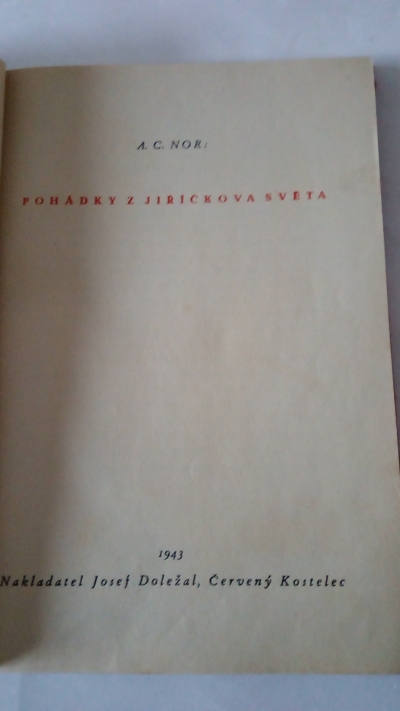 A. C. NOR:
POHÁDKY Z JIŘÍČKOVA SVĚTA
1943
Nakladatel Josef Doležal, Červený Kostelec